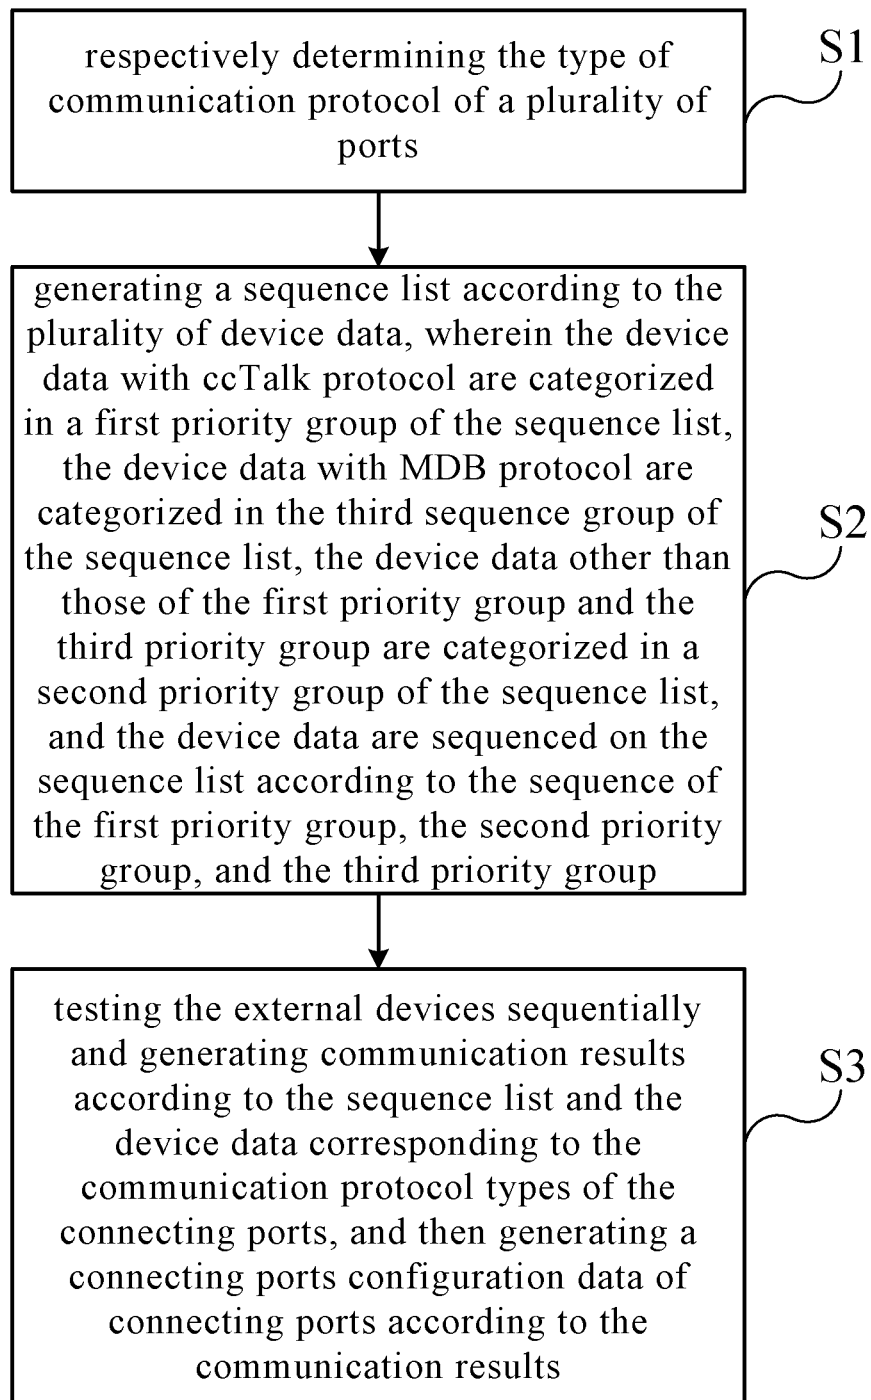 respectively determining the type of
communication protocol of a plurality of
ports
S1
generating a sequence list according to the
plurality of device data, wherein the device
data with ccTalk protocol are categorized
in a first priority group of the sequence list,
the device data with MDB protocol are
categorized in the third sequence group of
the sequence list, the device data other than
those of the first priority group and the
third priority group are categorized in a
second priority group of the sequence list,
and the device data are sequenced on the
sequence list according to the sequence of
the first priority group, the second priority
group, and the third priority group
S2
testing the external devices sequentially
and generating communication results
according to the sequence list and the
device data corresponding to the
communication protocol types of the
connecting ports, and then generating a
connecting ports configuration data of
connecting ports according to the
communication results
S3